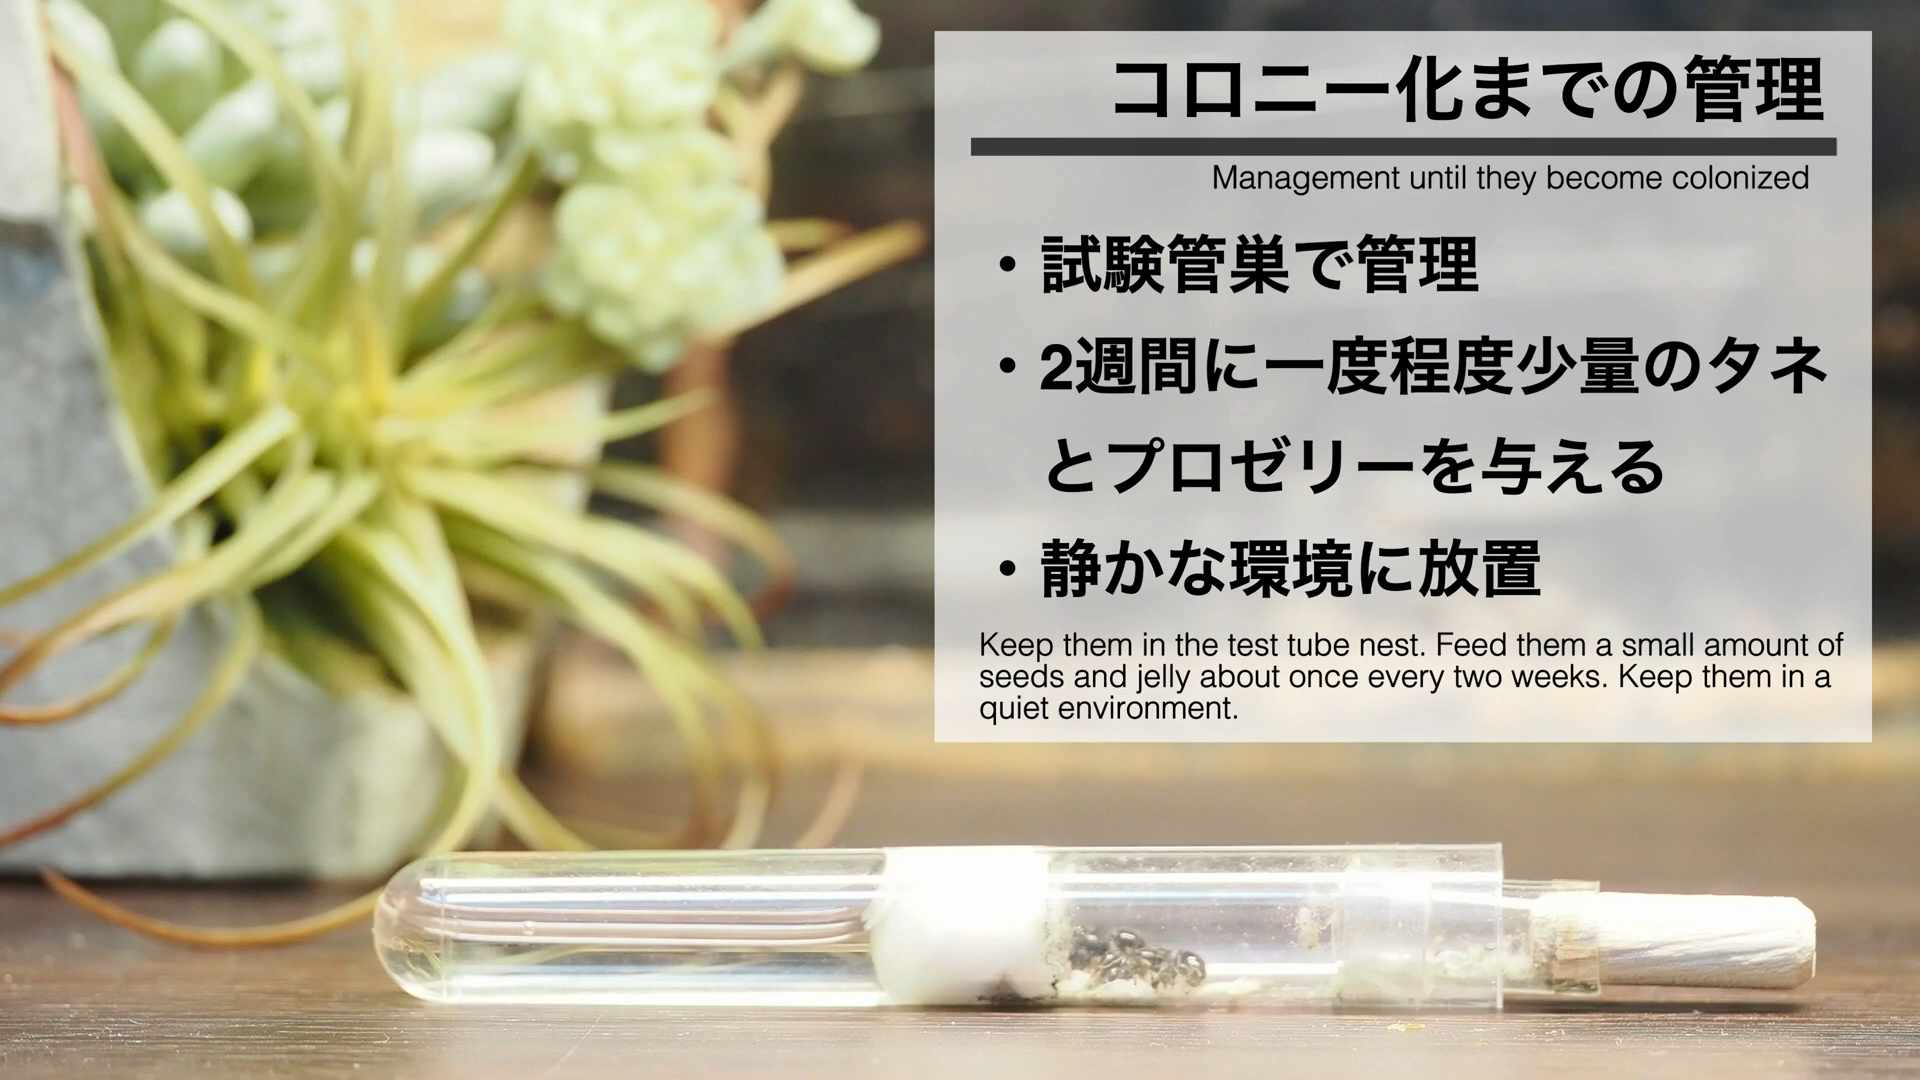 コロニー化までの管理
Management until they become colonized
・試験管巣で管理
・2週間に一度程度少量のタネ
とプロゼリーを与える
・静かな環境に放置
Keep them in the test tube nest. Feed them a small amount of
seeds and jelly about once every two weeks. Keep them in a
quiet environment.